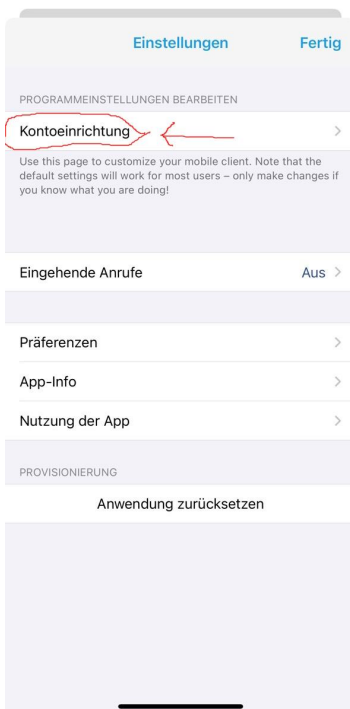 Einstellungen
Fertig
PROGRAMMEINSTELLUNGEN BEARBEITEN
Kontoeinrichtung
Use this page to customize your mobile client. Note that the
default settings will work for most users – only make changes if
you know what you are doing!
Eingehende Anrufe
Aus
Präferenzen
App-Info
Nutzung der App
PROVISIONIERUNG
Anwendung zurücksetzen